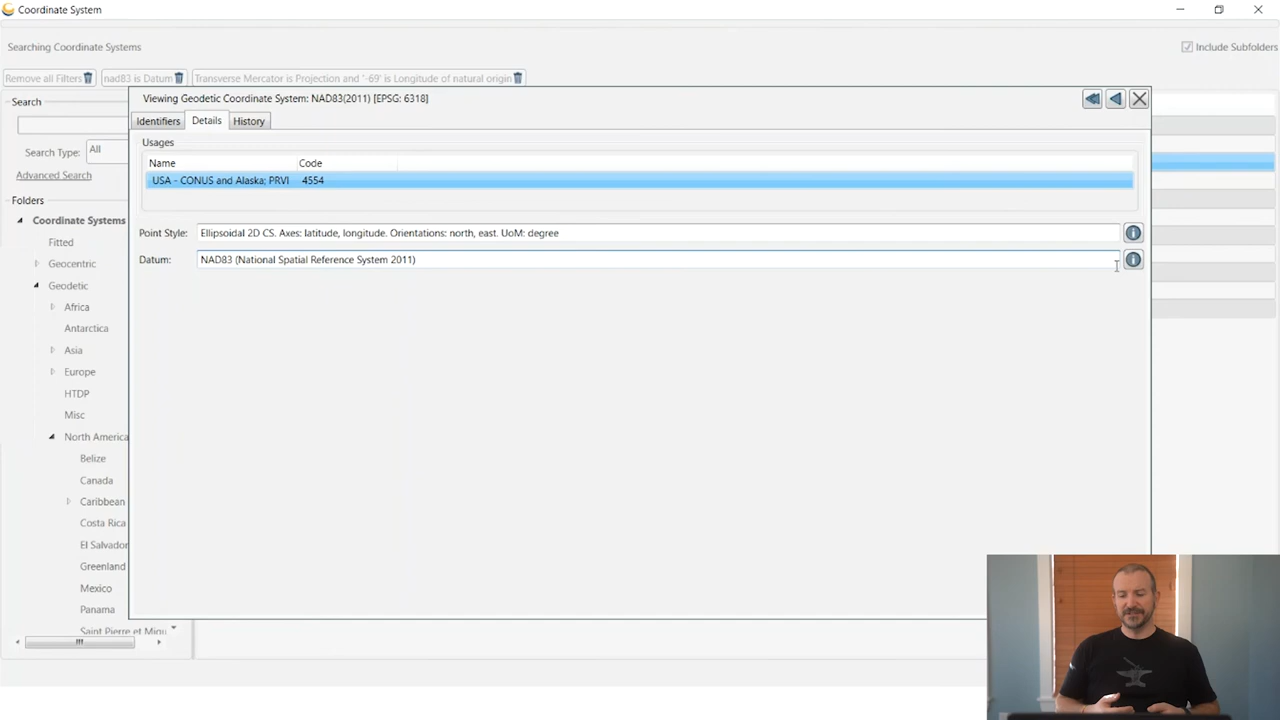 Coordinate System
Searching Coordinate Systems
Include Subfolders
Remove all Filters
nad83 is Datum
Transverse Mercator is Projection and '-69' is Longitude of natural origin
Search
Search Type: All
Advanced Search
Folders
Coordinate Systems
Fitted
Geocentric
Geodetic
Africa
Antarctica
Asia
Europe
HTDP
Misc
North America
Belize
Canada
Caribbean
Costa Rica
El Salvador
Greenland
Mexico
Panama
Saint Pierre et Miqu
Viewing Geodetic Coordinate System: NAD83(2011) [EPSG: 6318]
Identifiers
Details
History
Usages
Name Code
USA - CONUS and Alaska; PRVI 4554
Point Style: Ellipsoidal 2D CS. Axes: latitude, longitude. Orientations: north, east. UoM: degree
Datum: NAD83 (National Spatial Reference System 2011)